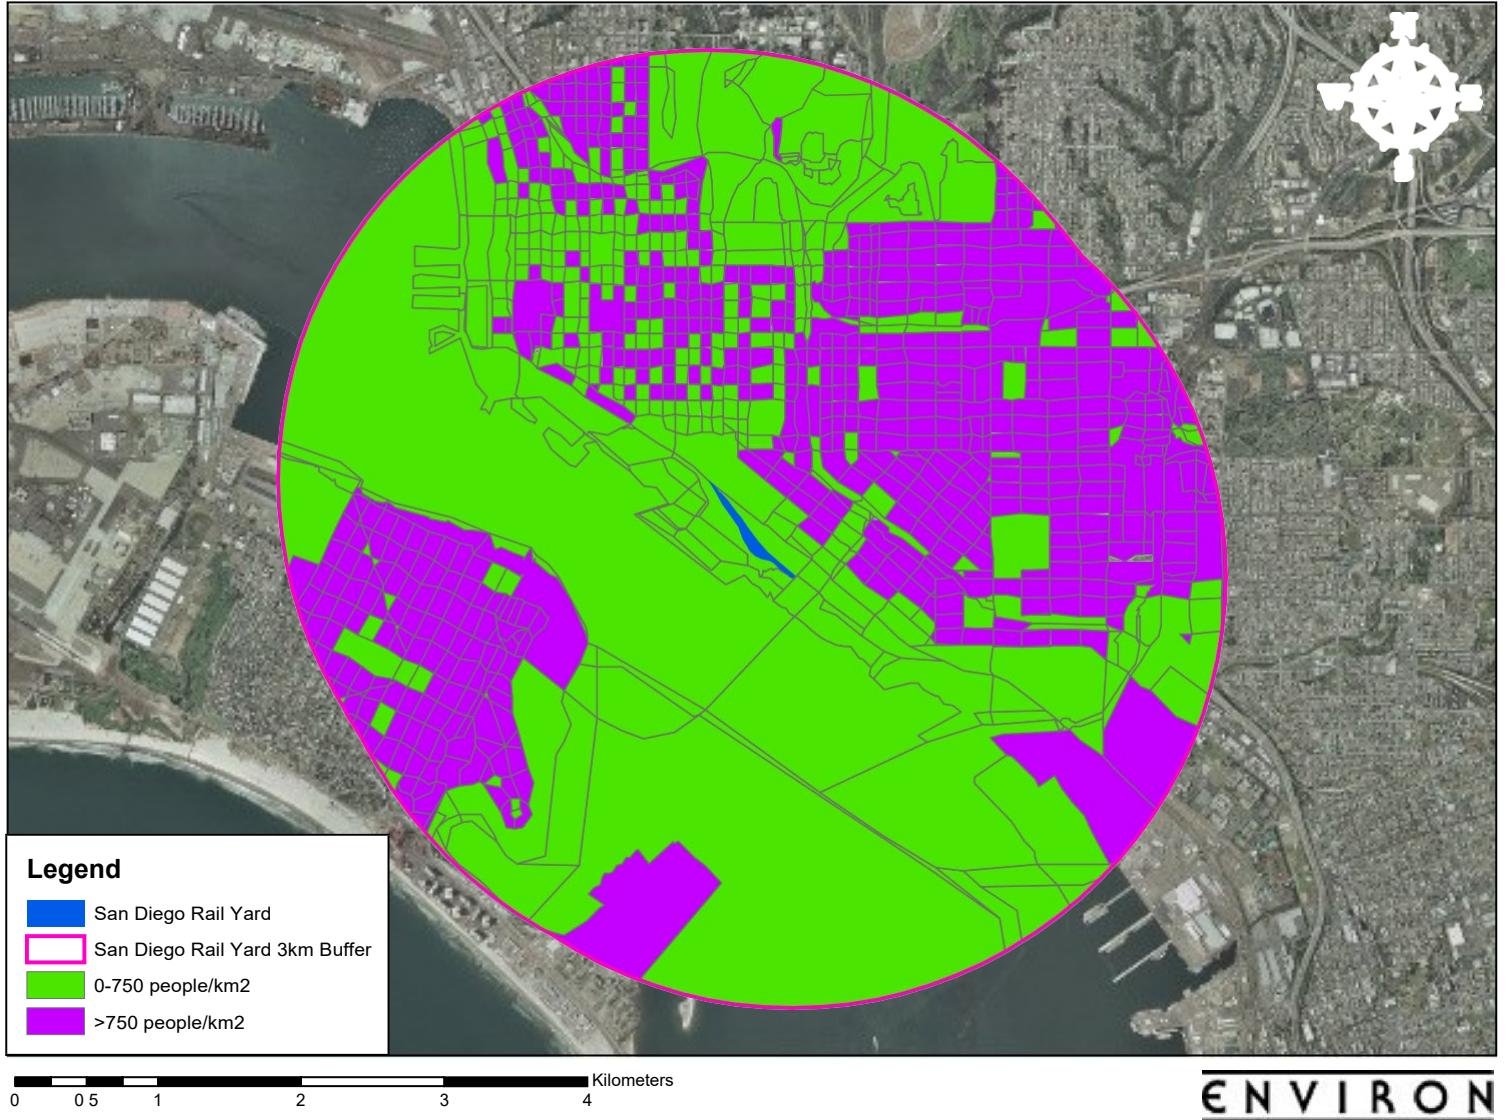 N
W
E
S
Legend
San Diego Rail Yard
San Diego Rail Yard 3km Buffer
0-750 people/km2
>750 people/km2
Kilometers
0 0 5 1 2 3 4
ENVIRON